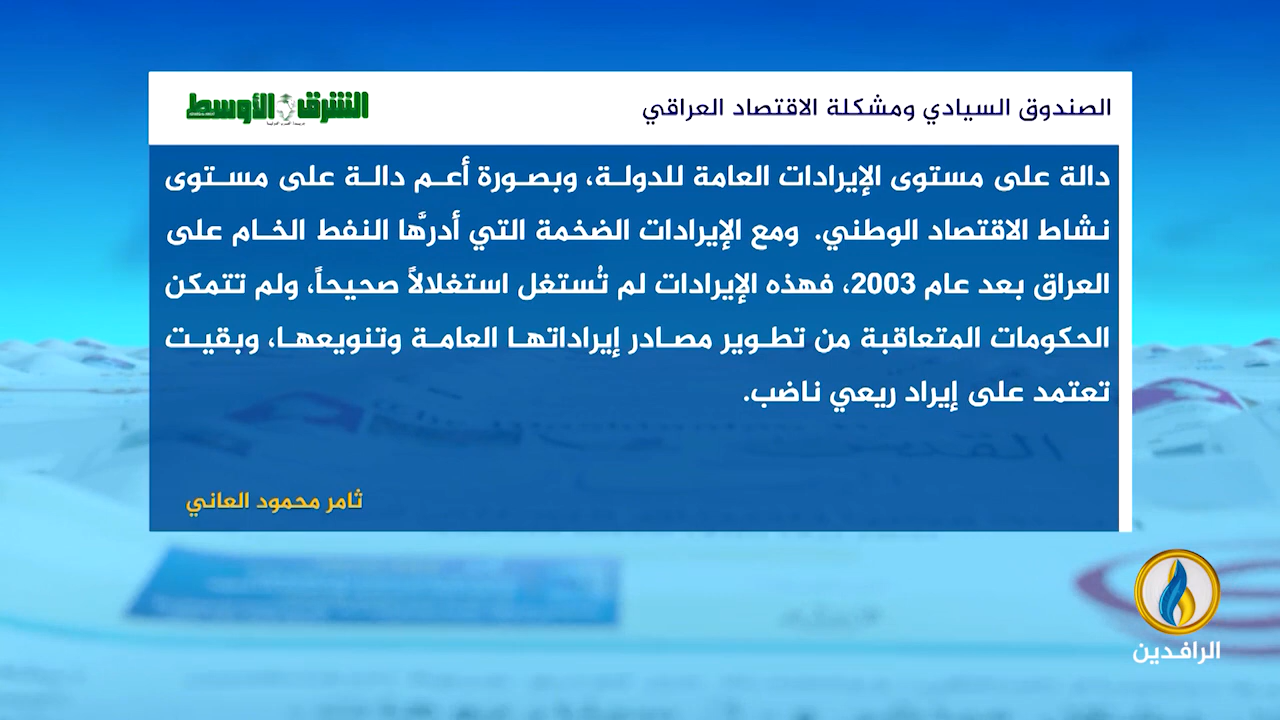 الصندوق السيادي ومشكلة الاقتصاد العراقي
الشرق الأوسط
دالة على مستوى الإيرادات العامة للدولة، وبصورة أعم دالة على مستوى
نشاط الاقتصاد الوطني. ومع الإيرادات الضخمة التي أدرَّها النفط الخام على
العراق بعد عام 2003، فهذه الإيرادات لم تُستغل استغلالاً صحيحاً، ولم تتمكن
الحكومات المتعاقبة من تطوير مصادر إيراداتها العامة وتنويعها، وبقيت
تعتمد على إيراد ريعي ناضب.
ثامر محمود العاني
الرافدين